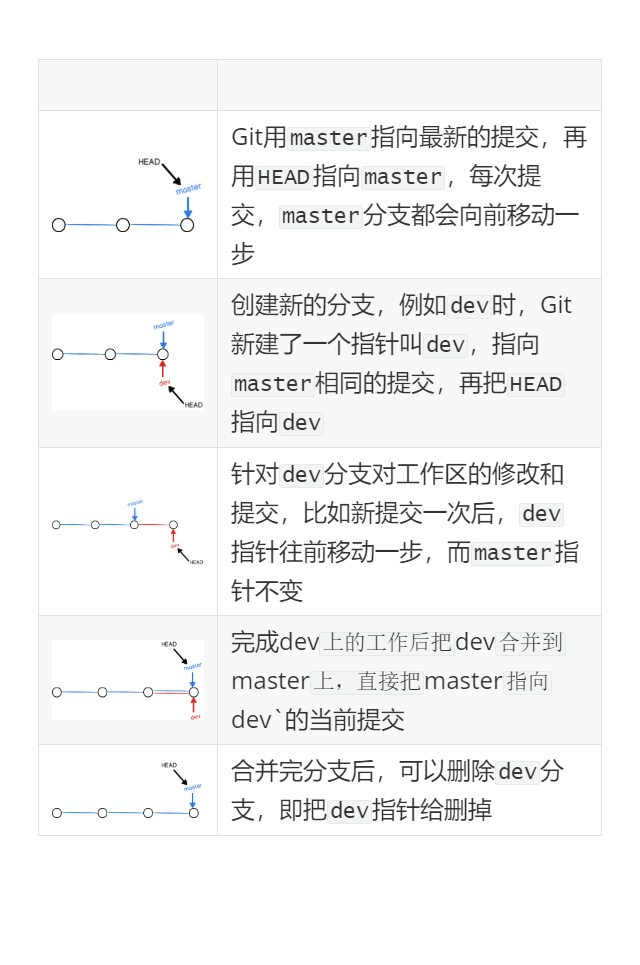 HEAD
master
Git用master指向最新的提交，再
用HEAD指向master，每次提
交，master分支都会向前移动一
步
master
dev
HEAD
创建新的分支，例如dev时，Git
新建了一个指针叫dev，指向
master相同的提交，再把HEAD
指向dev
master
dev
HEAD
针对dev分支对工作区的修改和
提交，比如新提交一次后，dev
指针往前移动一步，而master指
针不变
HEAD
master
dev
完成dev上的工作后把dev合并到
master上，直接把master指向
dev`的当前提交
HEAD
master
合并完分支后，可以删除dev分
支，即把dev指针给删掉